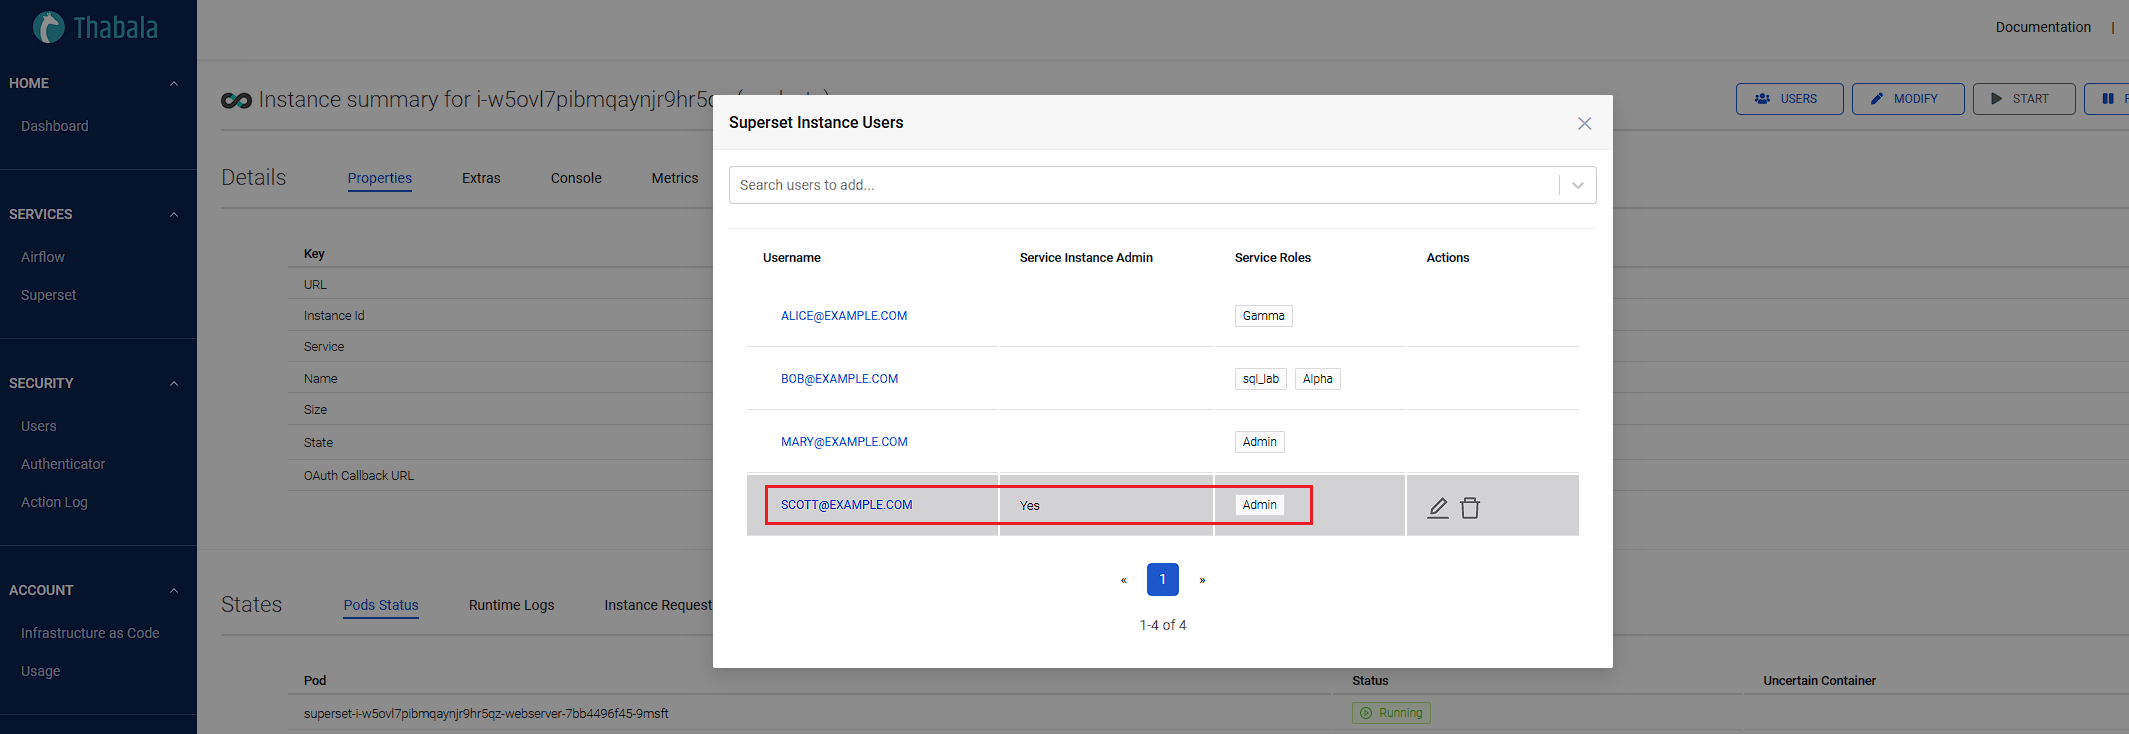 Thabala
Documentation |
HOME
Dashboard
SERVICES
Airflow
Superset
SECURITY
Users
Authenticator
Action Log
ACCOUNT
Infrastructure as Code
Usage
Instance summary for i-w5ovl7pibmqaynjr9hr5
USERS MODIFY START
Details Properties Extras Console Metrics
Key
URL
Instance Id
Service
Name
Size
State
OAuth Callback URL
Superset Instance Users
Search users to add...
Username Service Instance Admin Service Roles Actions
ALICE@EXAMPLE.COM Gamma
BOB@EXAMPLE.COM sql_lab Alpha
MARY@EXAMPLE.COM Admin
SCOTT@EXAMPLE.COM Yes Admin
« 1 »
1-4 of 4
States Pods Status Runtime Logs Instance Request
Pod Status Uncertain Container
superset-i-w5ovl7pibmqaynjr9hr5qz-webserver-7bb4496f45-9msft Running